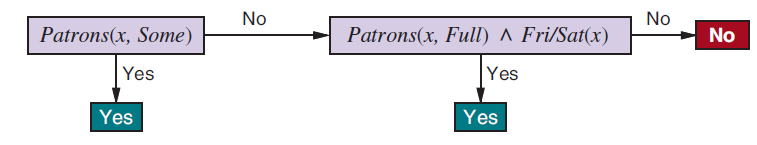 Patrons(x, Some)
No
Patrons(x, Full) ∧ Fri/Sat(x)
No
No
Yes
Yes
Yes
Yes